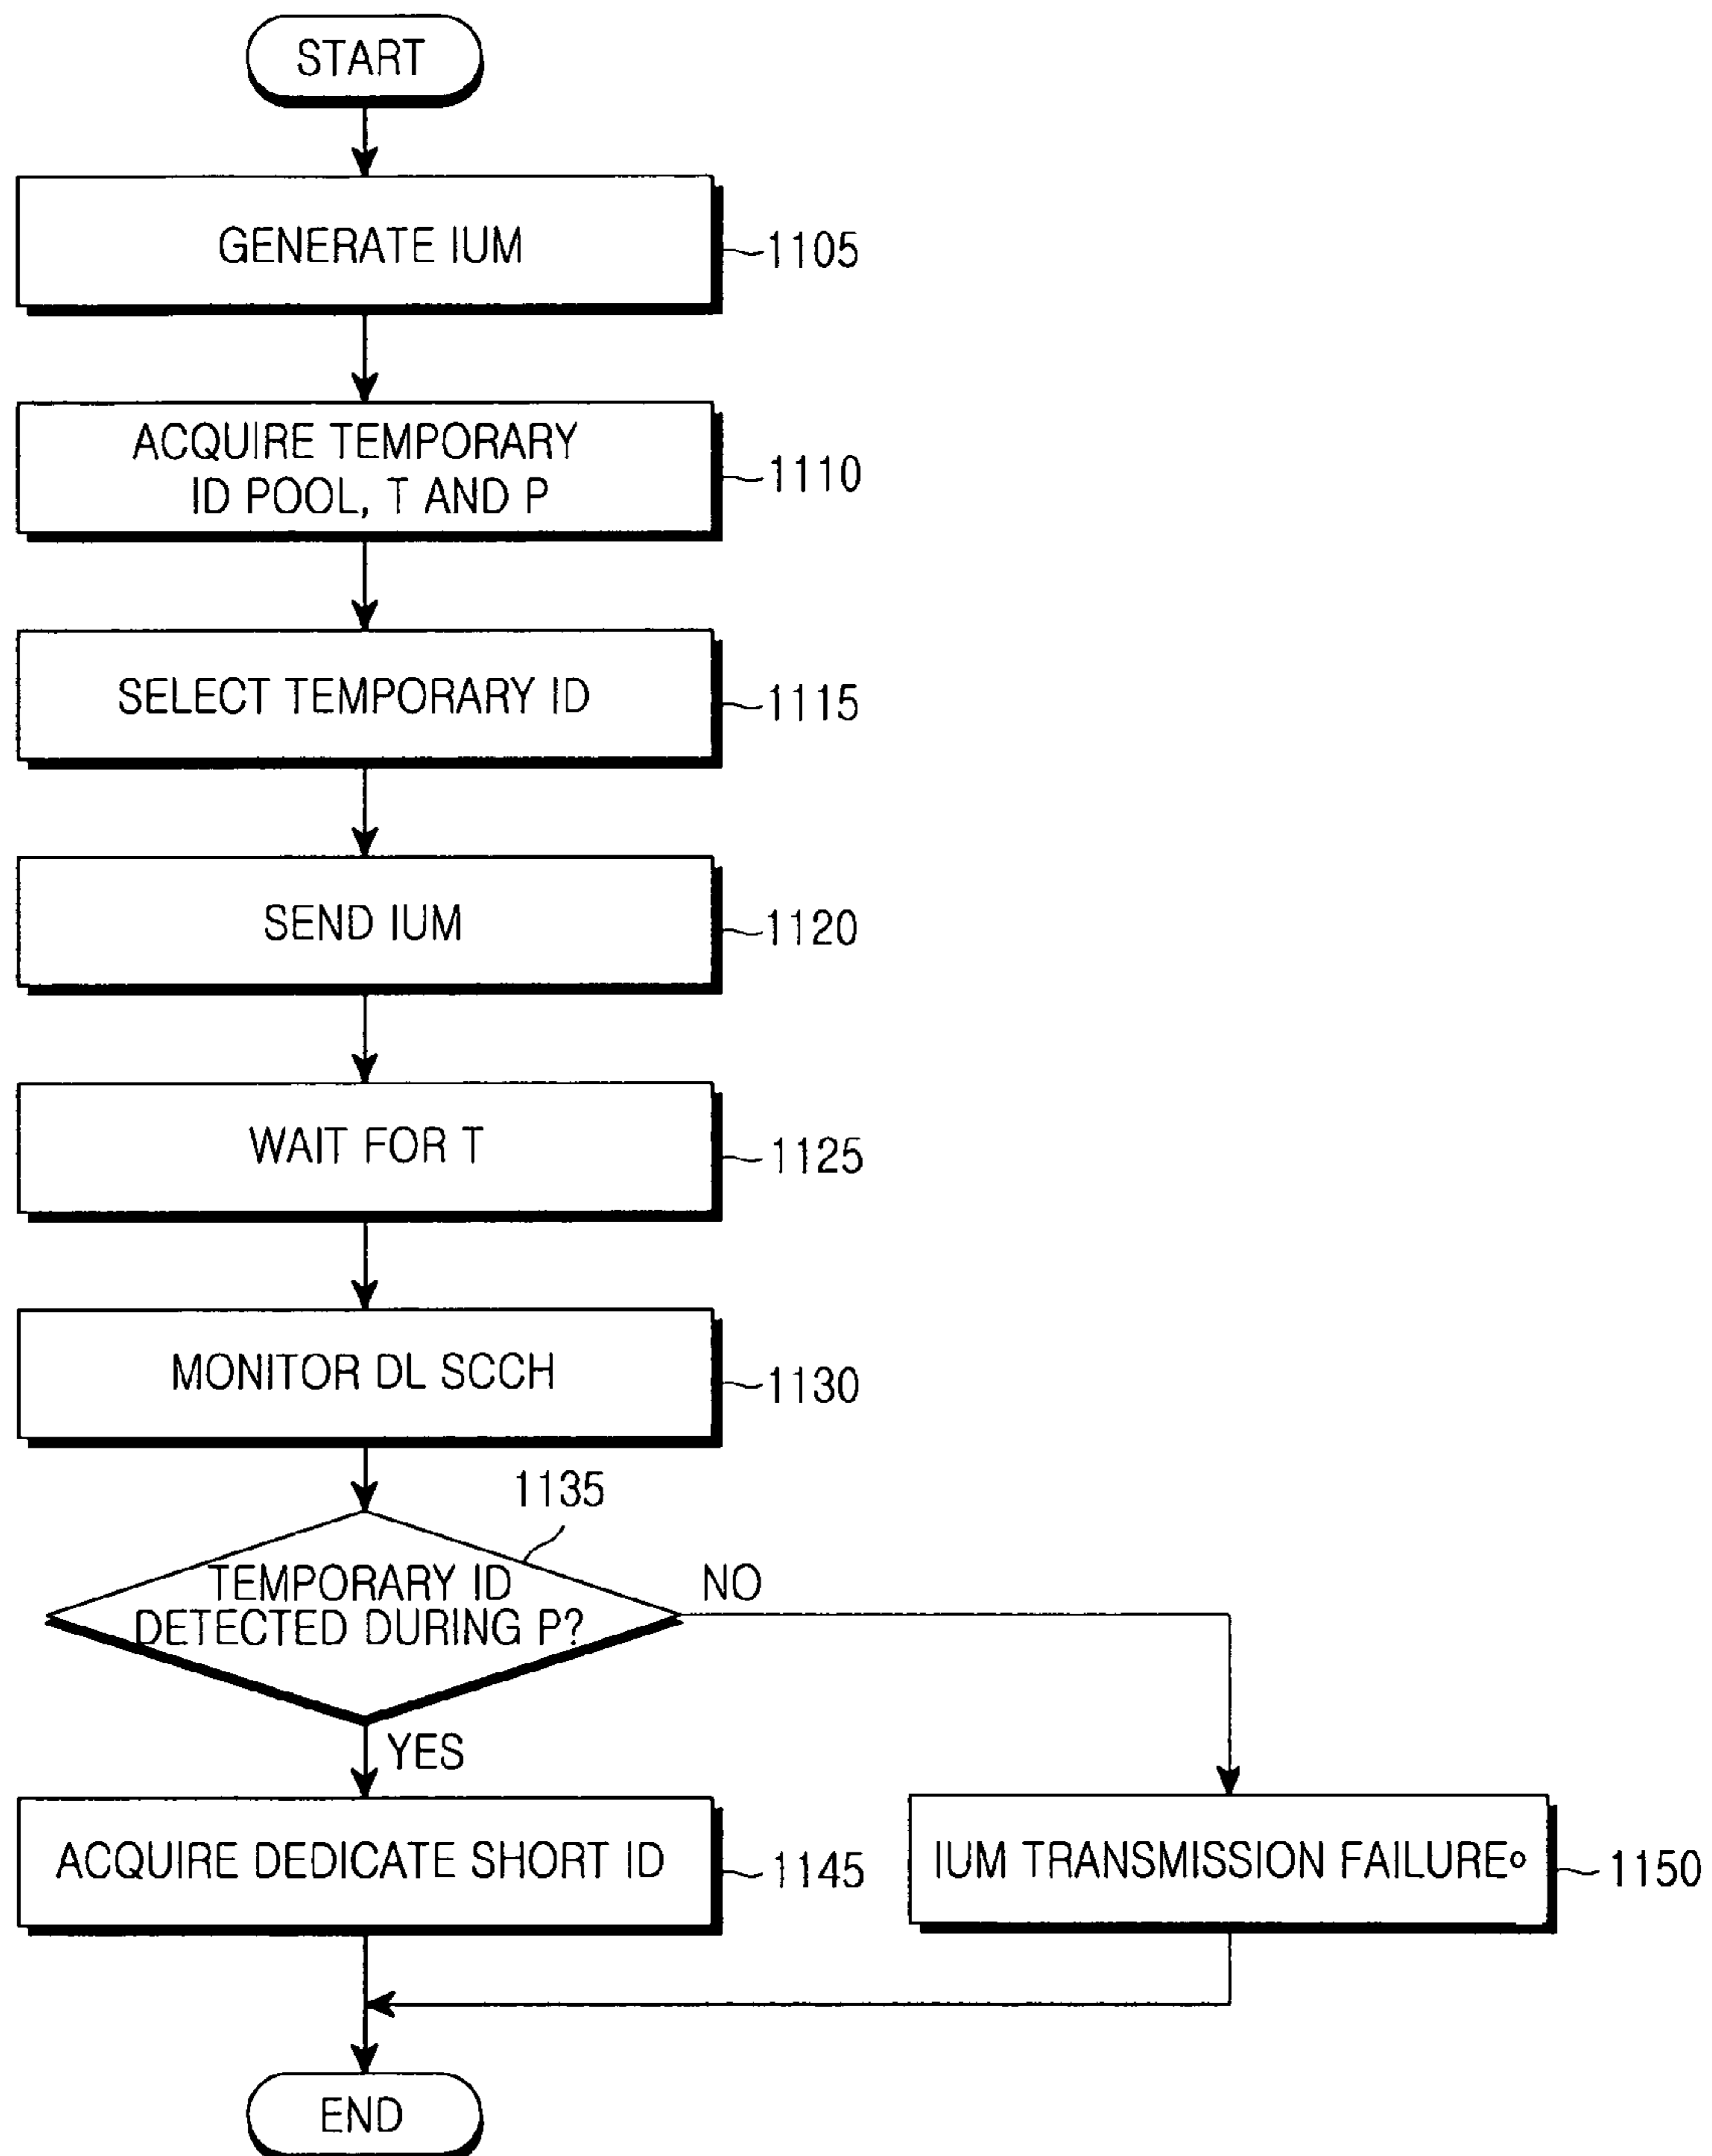 START
GENERATE IUM
1105
ACQUIRE TEMPORARY
ID POOL, T AND P
1110
SELECT TEMPORARY ID
1115
SEND IUM
1120
WAIT FOR T
1125
MONITOR DL SCCH
1130
1135
TEMPORARY ID
DETECTED DURING P?
NO
YES
ACQUIRE DEDICATE SHORT ID
1145
IUM TRANSMISSION FAILURE°
1150
END